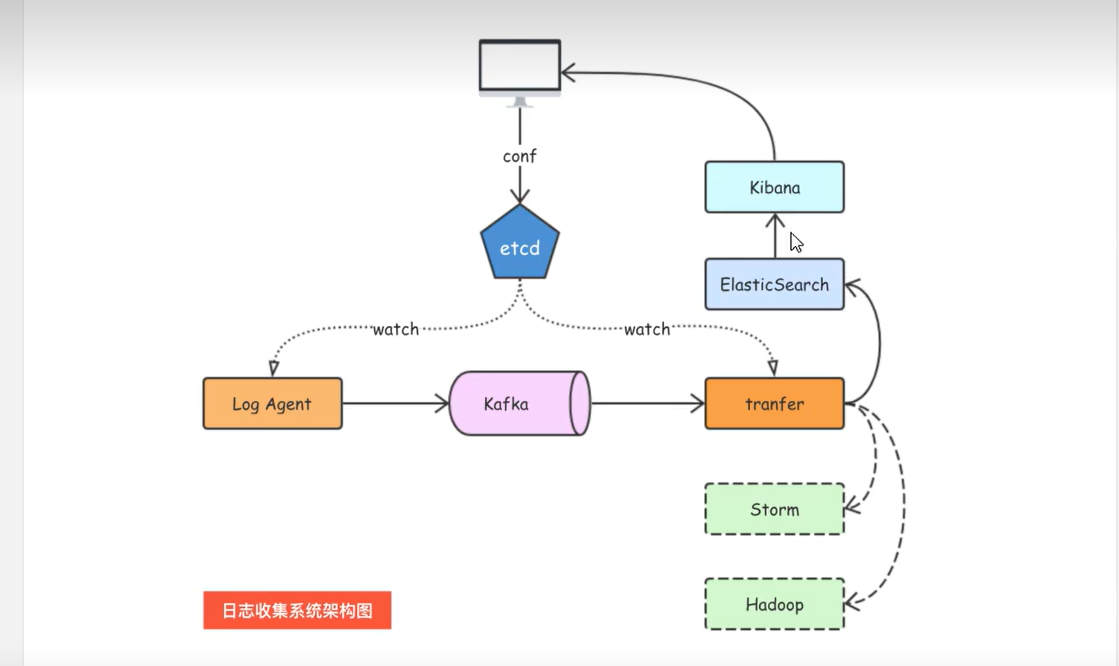 conf
Kibana
etcd
ElasticSearch
watch
watch
Log Agent
Kafka
tranfer
Storm
Hadoop
日志收集系统架构图